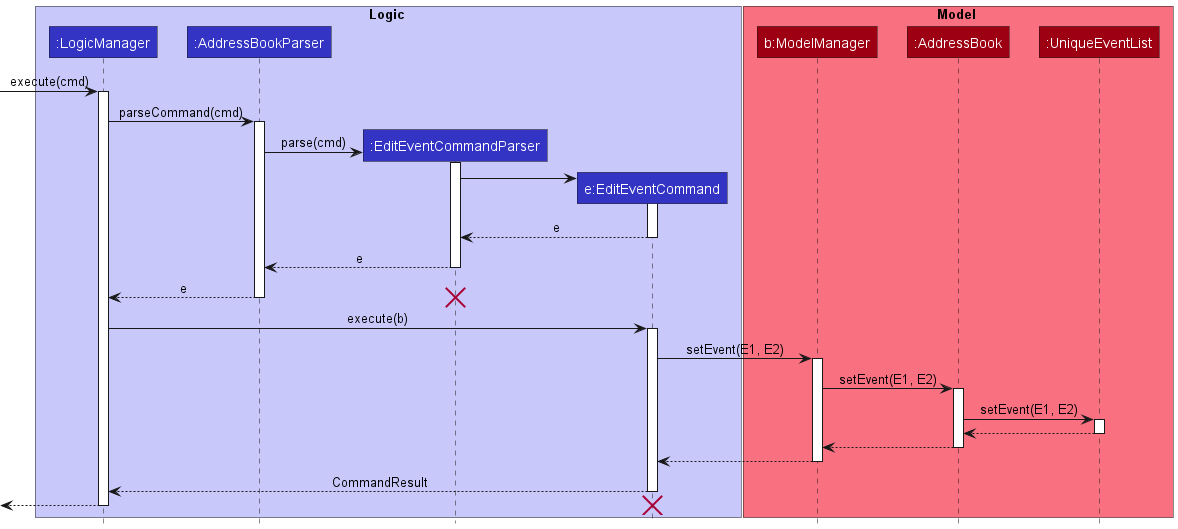 Logic
Model
:LogicManager
:AddressBookParser
b:ModelManager
:AddressBook
:UniqueEventList
execute(cmd)
parseCommand(cmd)
parse(cmd)
:EditEventCommandParser
e:EditEventCommand
e
e
e
execute(b)
setEvent(E1, E2)
setEvent(E1, E2)
setEvent(E1, E2)
CommandResult